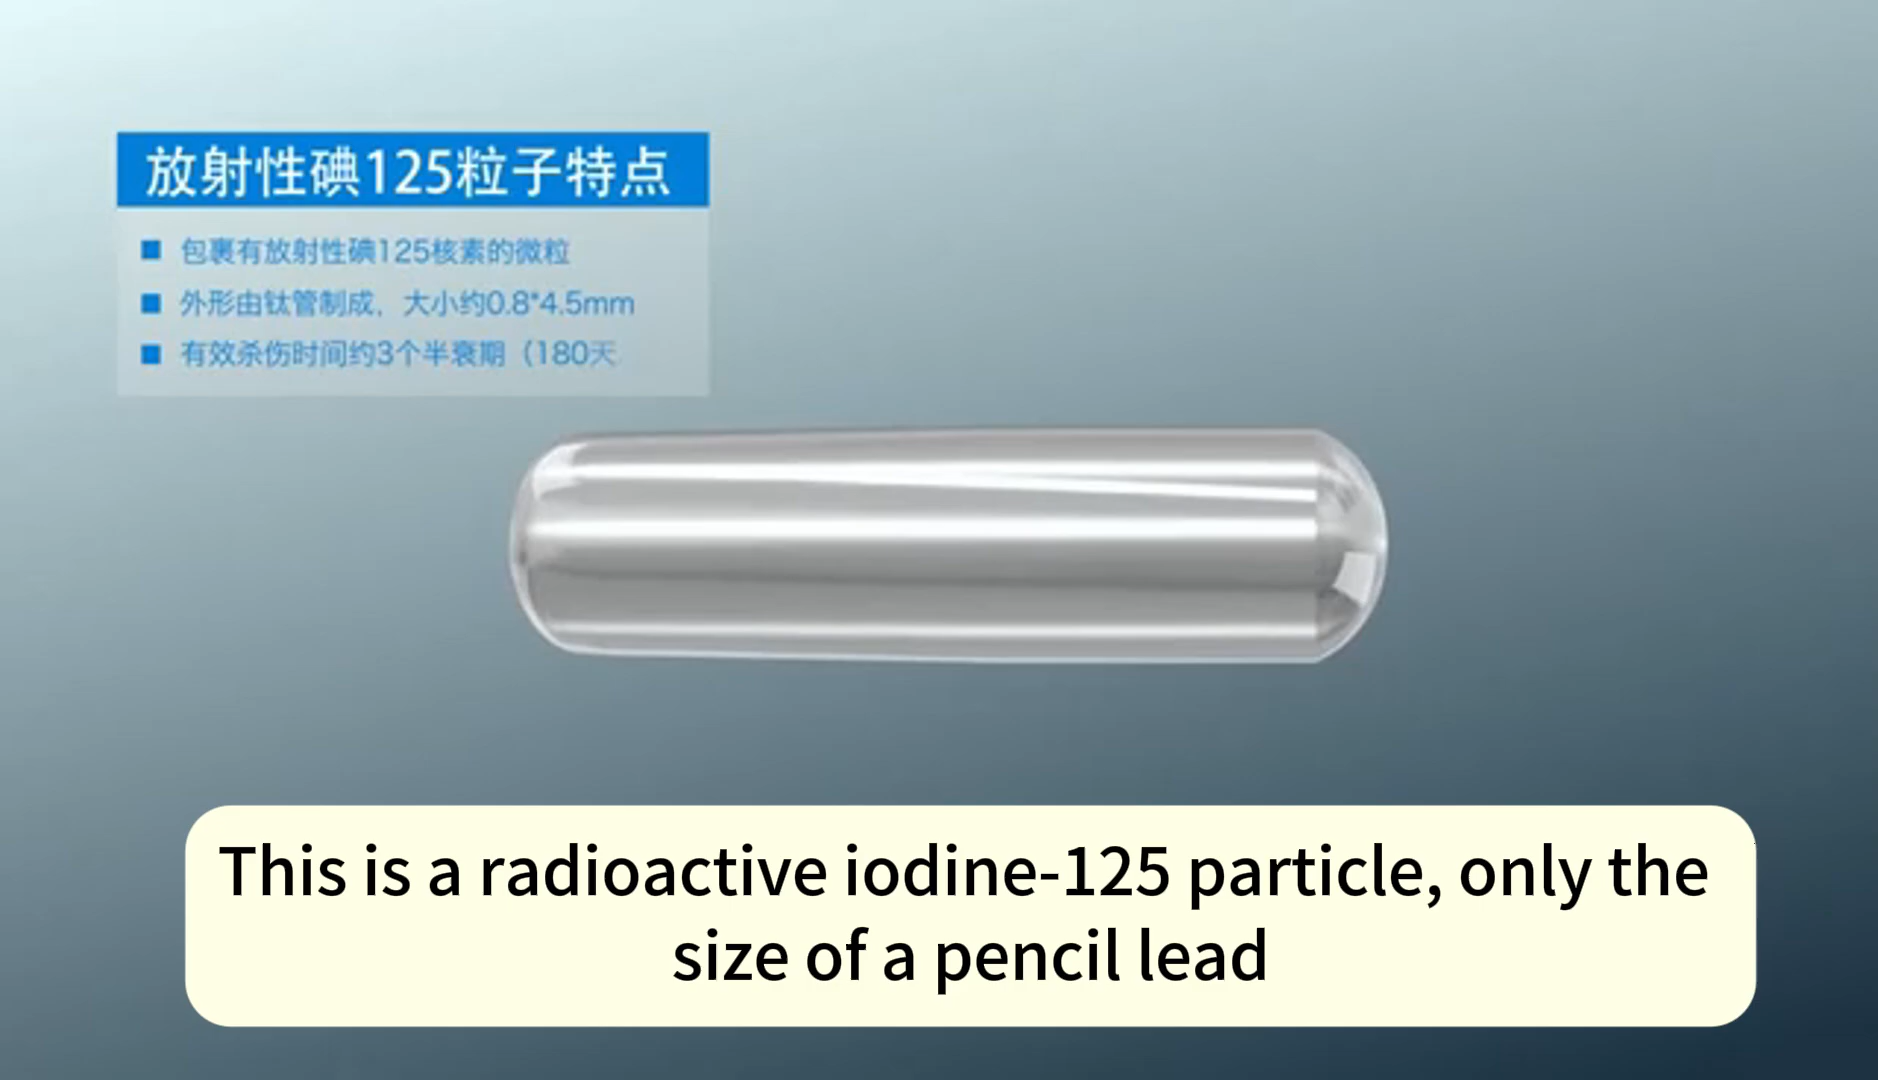 放射性碘125粒子特点
■ 包裹有放射性碘125核素的微粒
■ 外形由钛管制成，大小约0.8*4.5mm
■ 有效杀伤时间约3个半衰期（180天
This is a radioactive iodine-125 particle, only the
size of a pencil lead